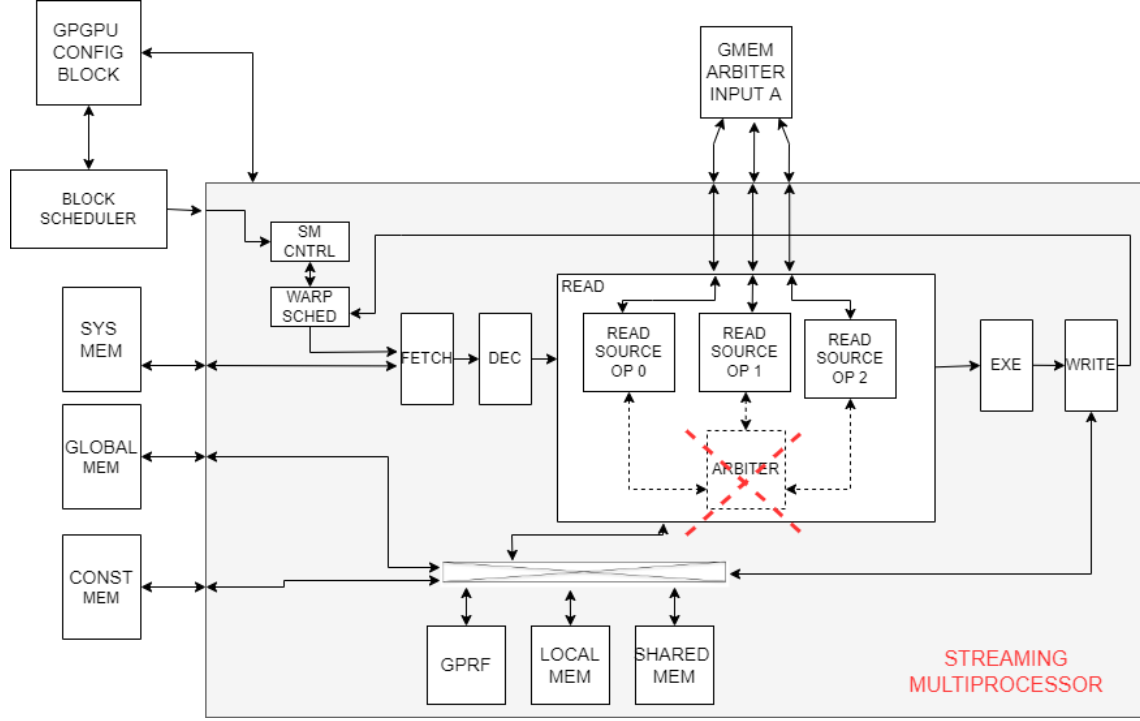 GPGPU
CONFIG
BLOCK
GMEM
ARBITER
INPUT A
BLOCK
SCHEDULER
SM
CNTRL
WARP
SCHED
READ
SYS
MEM
FETCH
DEC
READ
SOURCE
OP 0
READ
SOURCE
OP 1
READ
SOURCE
OP 2
EXE
WRITE
GLOBAL
MEM
ARBITER
CONST
MEM
GPRF
LOCAL
MEM
SHARED
MEM
STREAMING
MULTIPROCESSOR